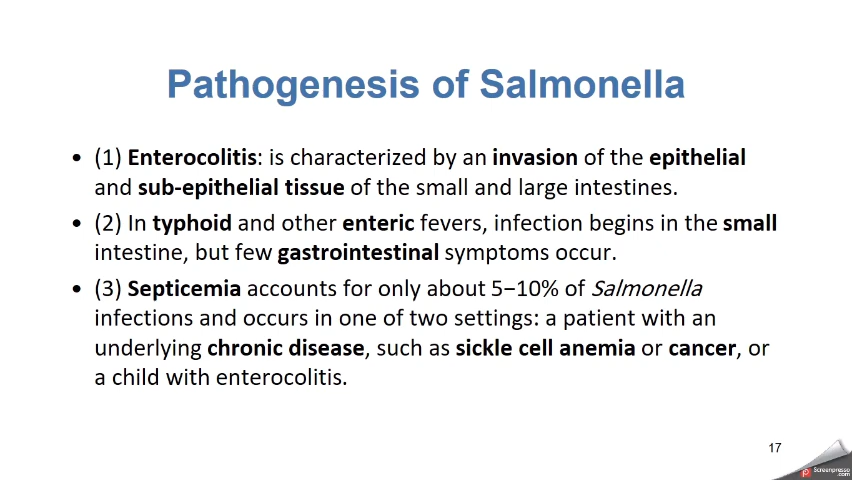 Pathogenesis of Salmonella
• (1) Enterocolitis: is characterized by an invasion of the epithelial
and sub-epithelial tissue of the small and large intestines.
• (2) In typhoid and other enteric fevers, infection begins in the small
intestine, but few gastrointestinal symptoms occur.
• (3) Septicemia accounts for only about 5–10% of Salmonella
infections and occurs in one of two settings: a patient with an
underlying chronic disease, such as sickle cell anemia or cancer, or
a child with enterocolitis.
17
Screenpresso
.com